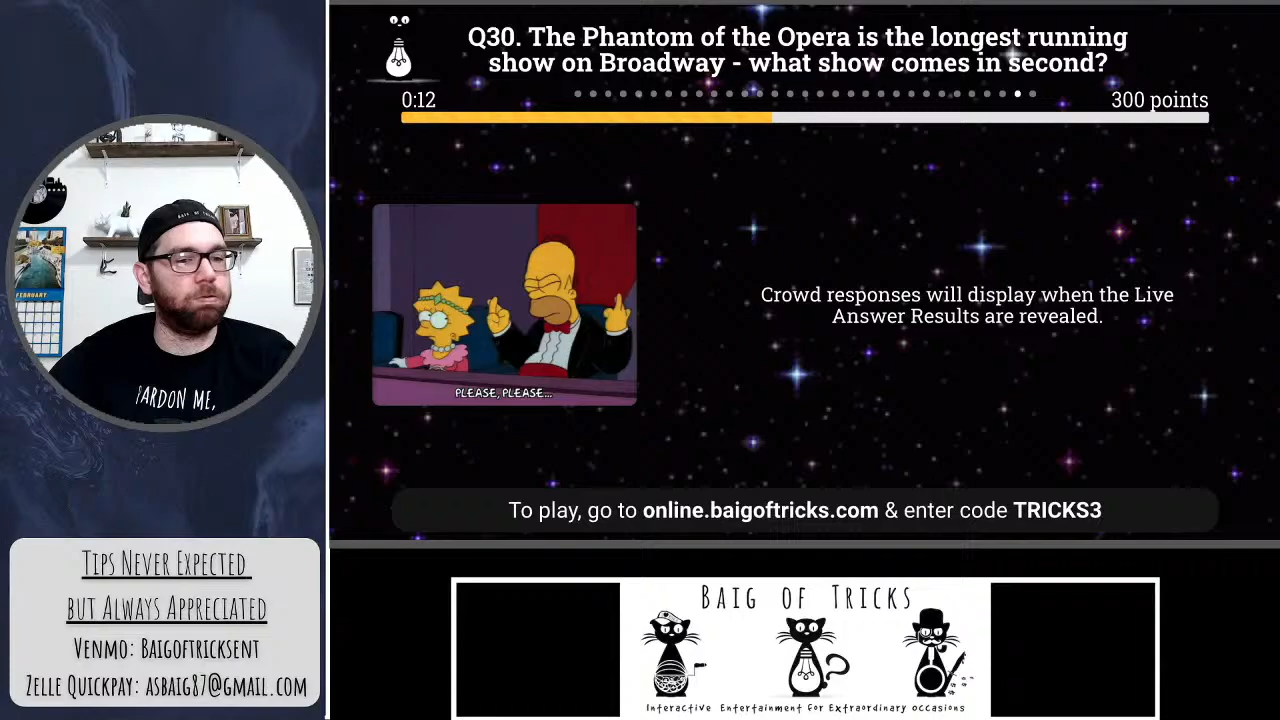 Q30. The Phantom of the Opera is the longest running
show on Broadway - what show comes in second?
0:12
300 points
PLEASE, PLEASE...
Crowd responses will display when the Live
Answer Results are revealed.
To play, go to online.baigoftricks.com & enter code TRICKS3
FEBRUARY
PARDON ME,
Tips Never Expected
but Always Appreciated
Venmo: Baigoftricksent
Zelle Quickpay: asbaig87@gmail.com
BAIG OF TRICKS
Interactive Entertainment for Extraordinary Occasions